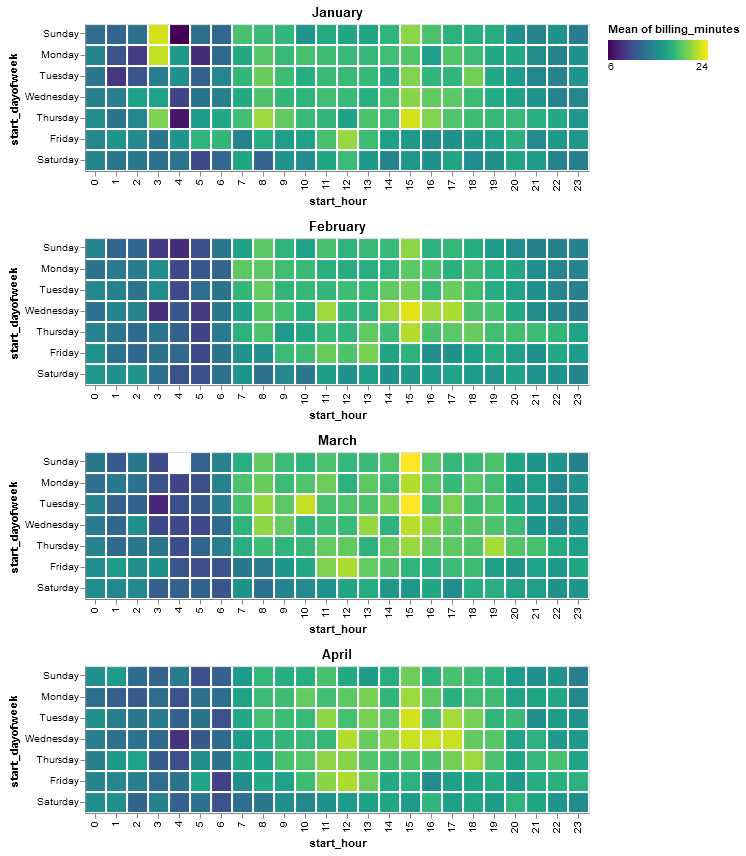 January
Mean of billing_minutes
6 24
start_dayofweek
Sunday
Monday
Tuesday
Wednesday
Thursday
Friday
Saturday
0 1 2 3 4 5 6 7 8 9 10 11 12 13 14 15 16 17 18 19 20 21 22 23
start_hour
February
start_dayofweek
Sunday
Monday
Tuesday
Wednesday
Thursday
Friday
Saturday
0 1 2 3 4 5 6 7 8 9 10 11 12 13 14 15 16 17 18 19 20 21 22 23
start_hour
March
start_dayofweek
Sunday
Monday
Tuesday
Wednesday
Thursday
Friday
Saturday
0 1 2 3 4 5 6 7 8 9 10 11 12 13 14 15 16 17 18 19 20 21 22 23
start_hour
April
start_dayofweek
Sunday
Monday
Tuesday
Wednesday
Thursday
Friday
Saturday
0 1 2 3 4 5 6 7 8 9 10 11 12 13 14 15 16 17 18 19 20 21 22 23
start_hour